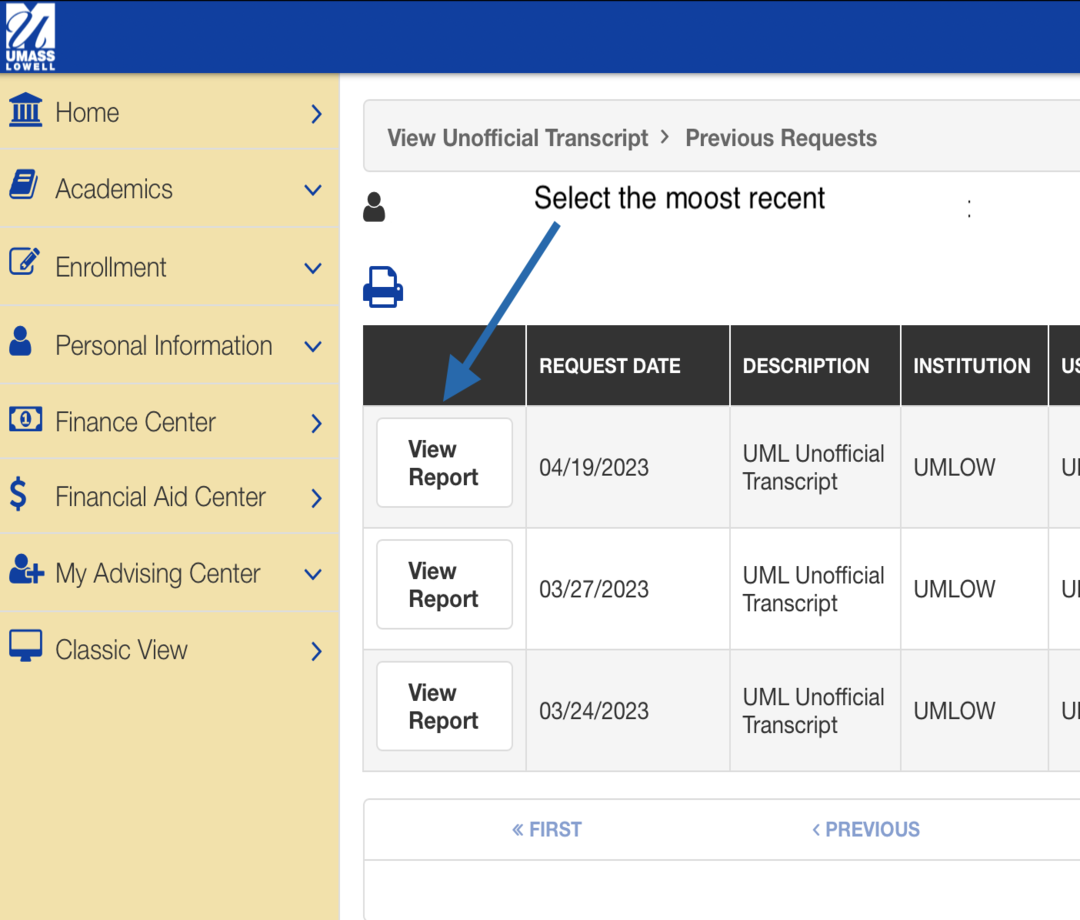 UMASS
LOWELL
Home
Academics
Enrollment
Personal Information
Finance Center
Financial Aid Center
My Advising Center
Classic View
View Unofficial Transcript > Previous Requests
Select the moost recent
:
REQUEST DATE DESCRIPTION INSTITUTION US
View
Report
04/19/2023
UML Unofficial
Transcript
UMLOW
View
Report
03/27/2023
UML Unofficial
Transcript
UMLOW
View
Report
03/24/2023
UML Unofficial
Transcript
UMLOW
« FIRST ‹ PREVIOUS